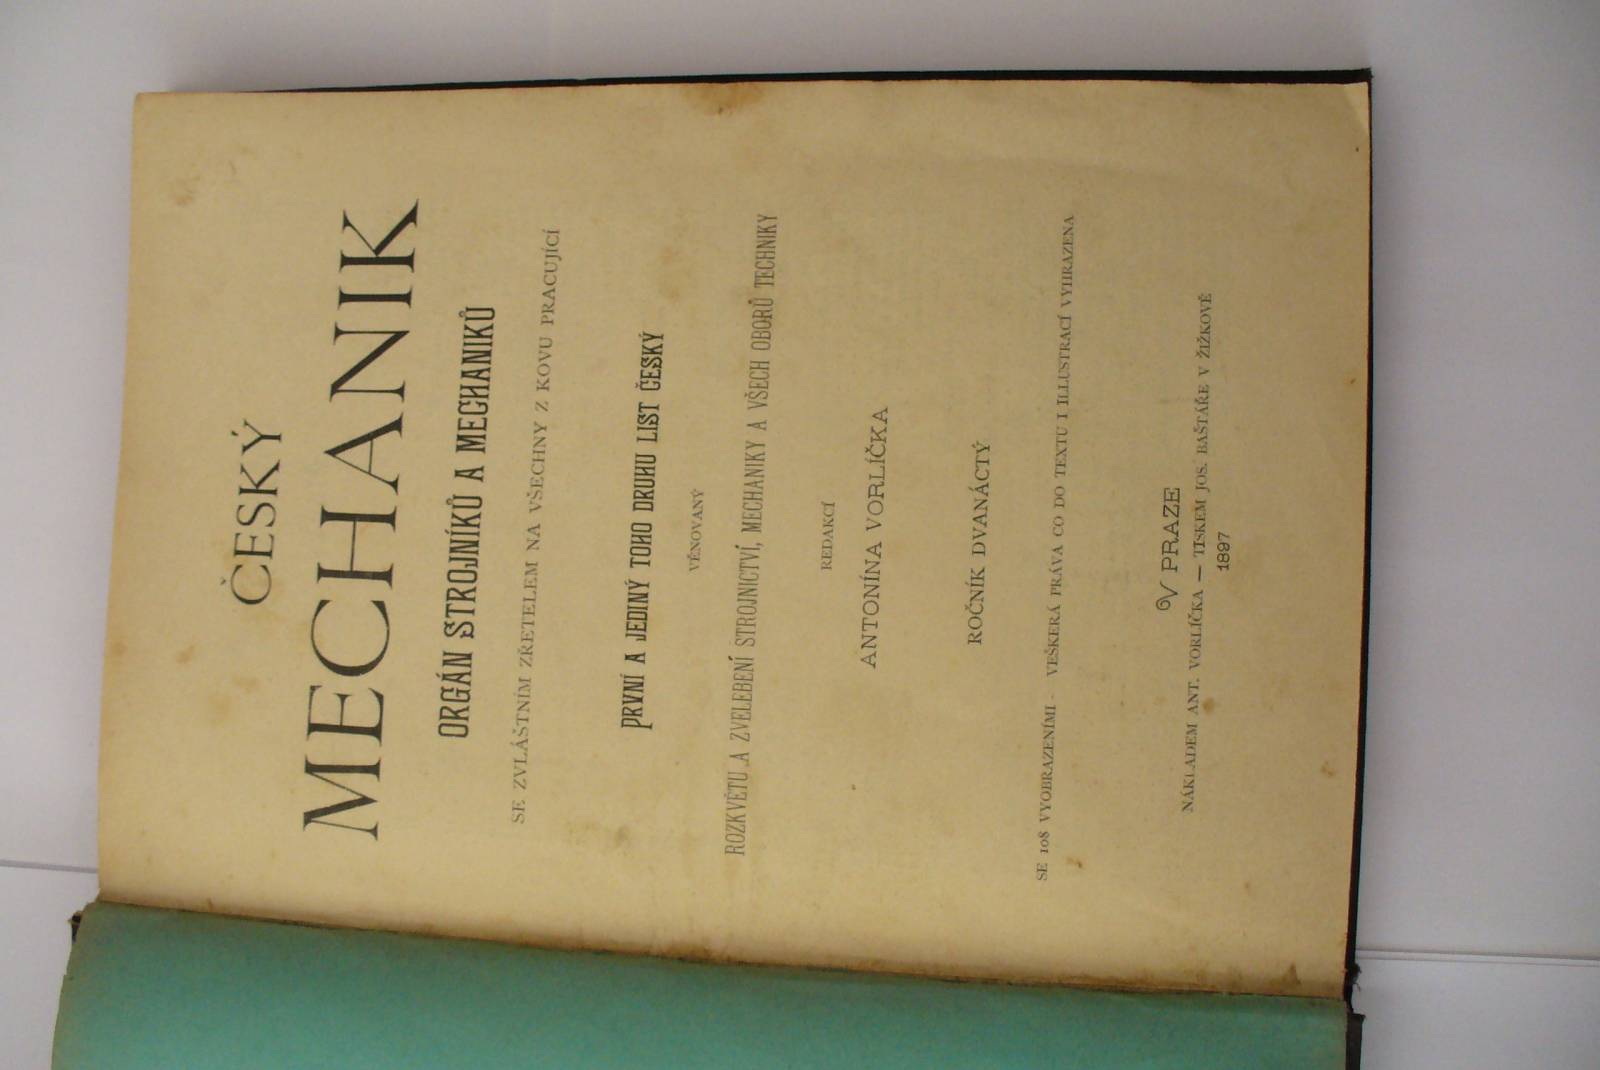 ČESKÝ
MECHANIK
ORGÁN STROJNÍKŮ A MECHANIKŮ
SE ZVLÁŠTNÍM ZŘETELEM NA VŠECHNY Z KOVU PRACUJÍCÍ
PRVNÍ A JEDINÝ TOHO DRUHU LIST ČESKÝ
VĚNOVANÝ
ROZKVĚTU A ZVELEBENÍ STROJNICTVÍ, MECHANIKY A VŠECH OBORŮ TECHNIKY
REDAKCÍ
ANTONÍNA VORLÍČKA
ROČNÍK DVANÁCTÝ
SE 108 VYOBRAZENÍMI - VEŠKERÁ PRÁVA CO DO TEXTU I ILLUSTRACÍ VYHRAZENA
V PRAZE
NÁKLADEM ANT. VORLÍČKA — TISKEM JOS. BAŠTÁŘE V ŽIŽKOVĚ
1897